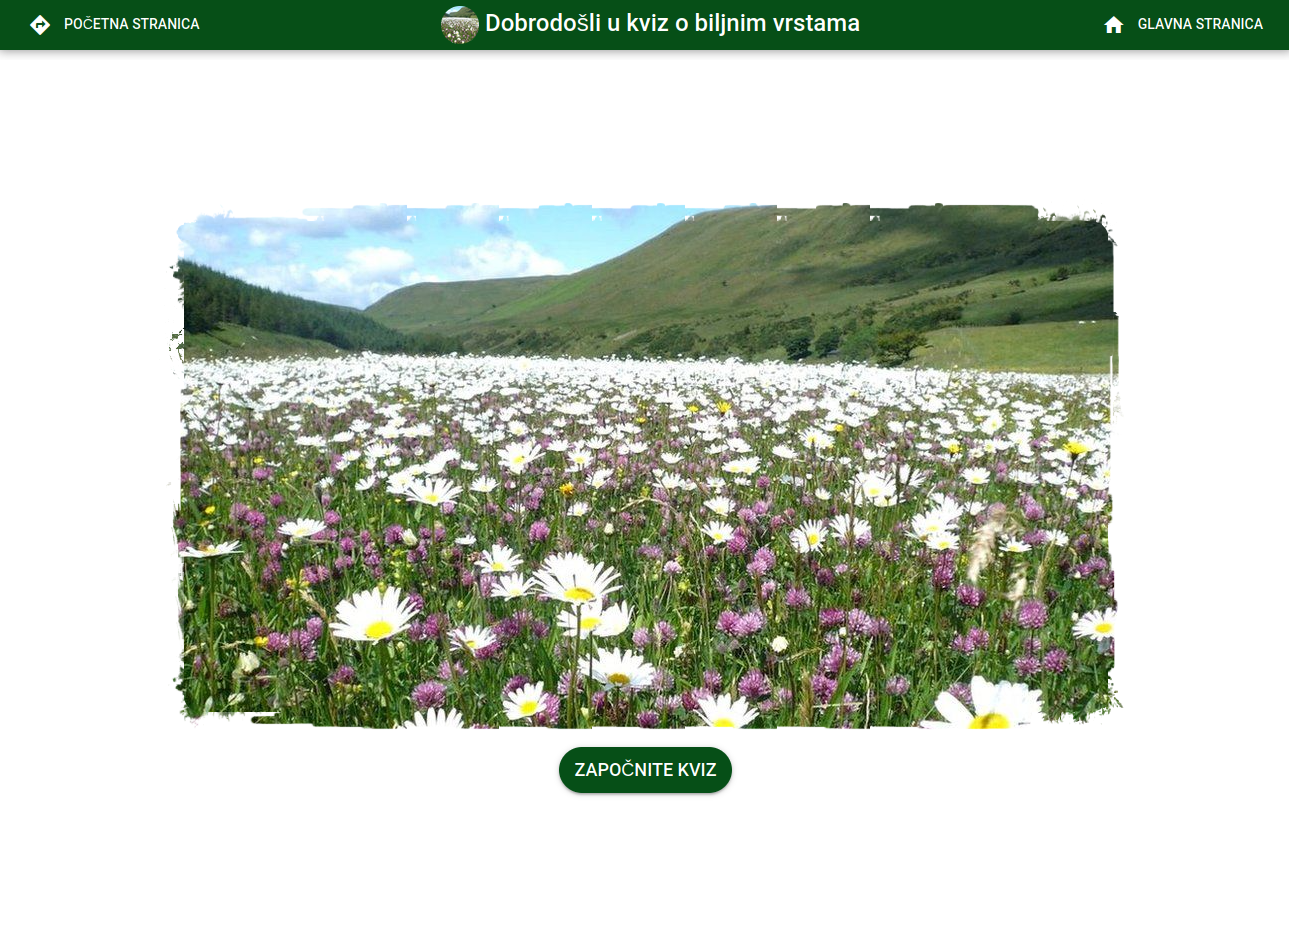 POČETNA STRANICA
Dobrodošli u kviz o biljnim vrstama
GLAVNA STRANICA
ZAPOČNITE KVIZ